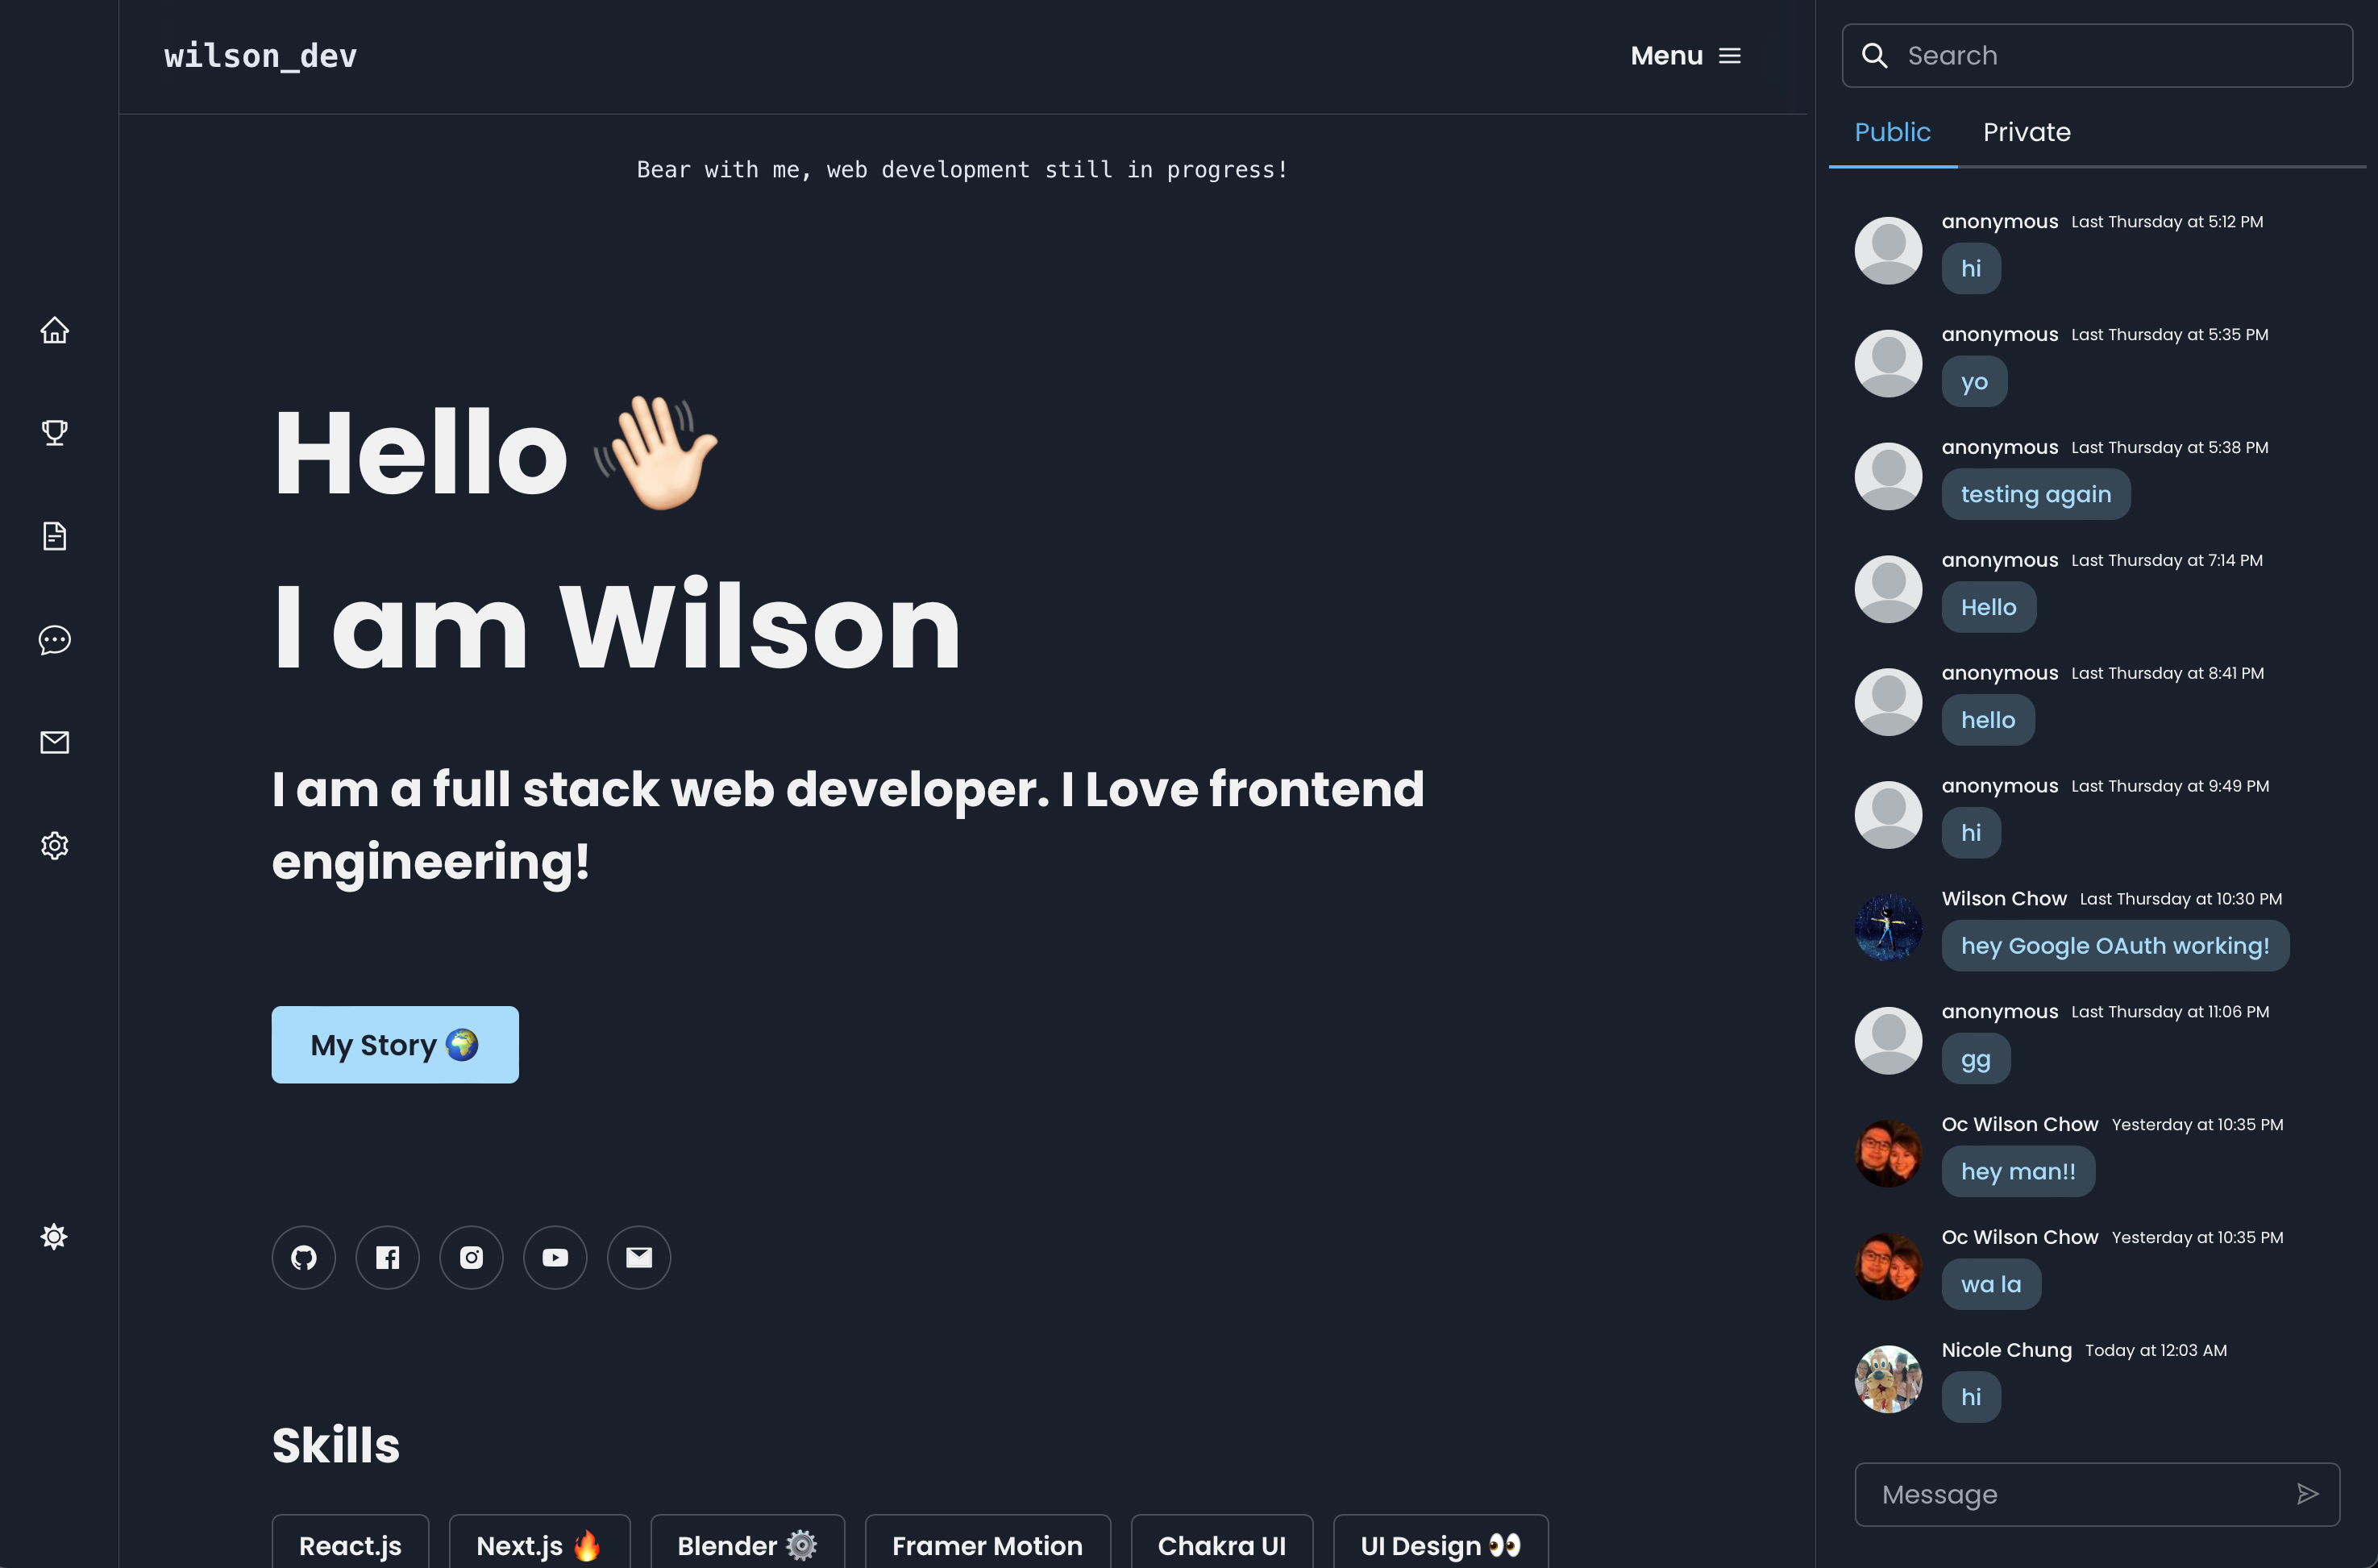 wilson_dev
Menu
Bear with me, web development still in progress!
Hello 👋🏻
I am Wilson
I am a full stack web developer. I Love frontend
engineering!
My Story 🌍
Skills
React.js
Next.js 🔥
Blender ⚙️
Framer Motion
Chakra UI
UI Design 👀
Search
Public
Private
anonymous Last Thursday at 5:12 PM
hi
anonymous Last Thursday at 5:35 PM
yo
anonymous Last Thursday at 5:38 PM
testing again
anonymous Last Thursday at 7:14 PM
Hello
anonymous Last Thursday at 8:41 PM
hello
anonymous Last Thursday at 9:49 PM
hi
Wilson Chow Last Thursday at 10:30 PM
hey Google OAuth working!
anonymous Last Thursday at 11:06 PM
gg
Oc Wilson Chow Yesterday at 10:35 PM
hey man!!
Oc Wilson Chow Yesterday at 10:35 PM
wa la
Nicole Chung Today at 12:03 AM
hi
Message